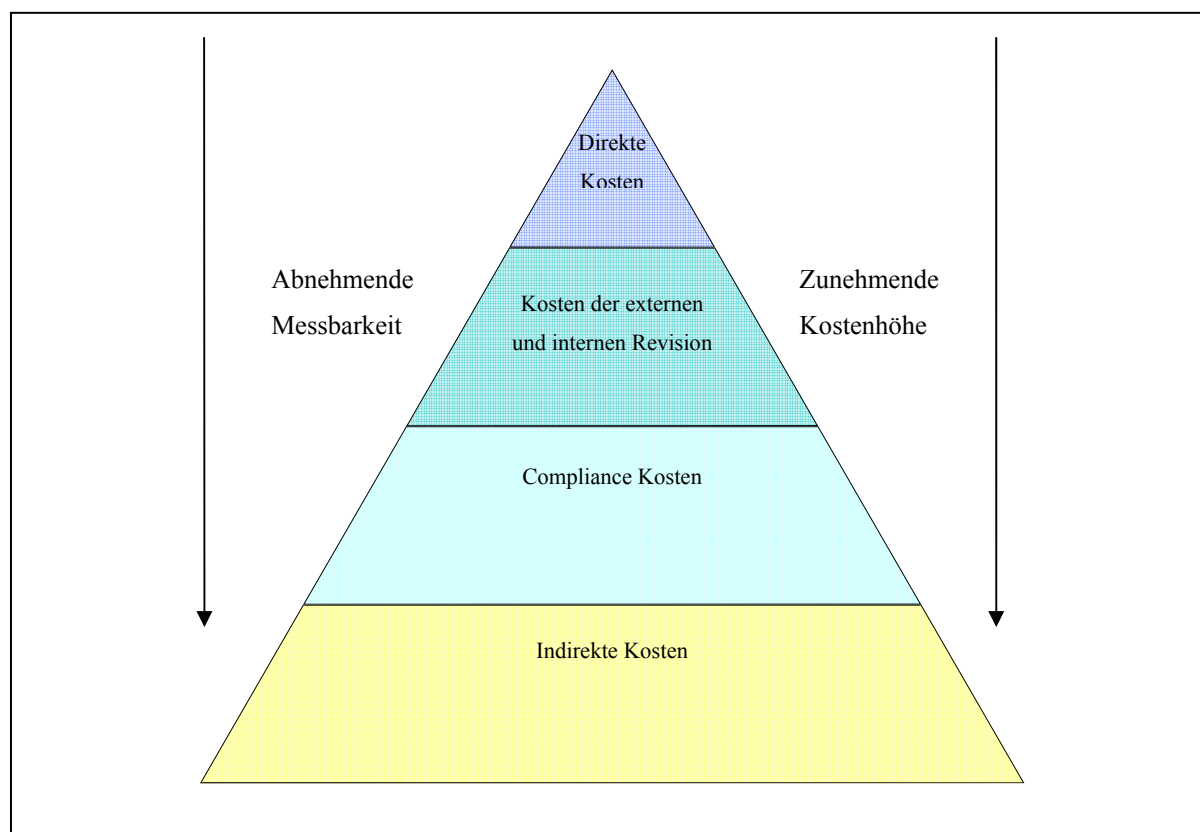 Direkte
Kosten
Abnehmende
Messbarkeit
Kosten der externen
und internen Revision
Zunehmende
Kostenhöhe
Compliance Kosten
Indirekte Kosten